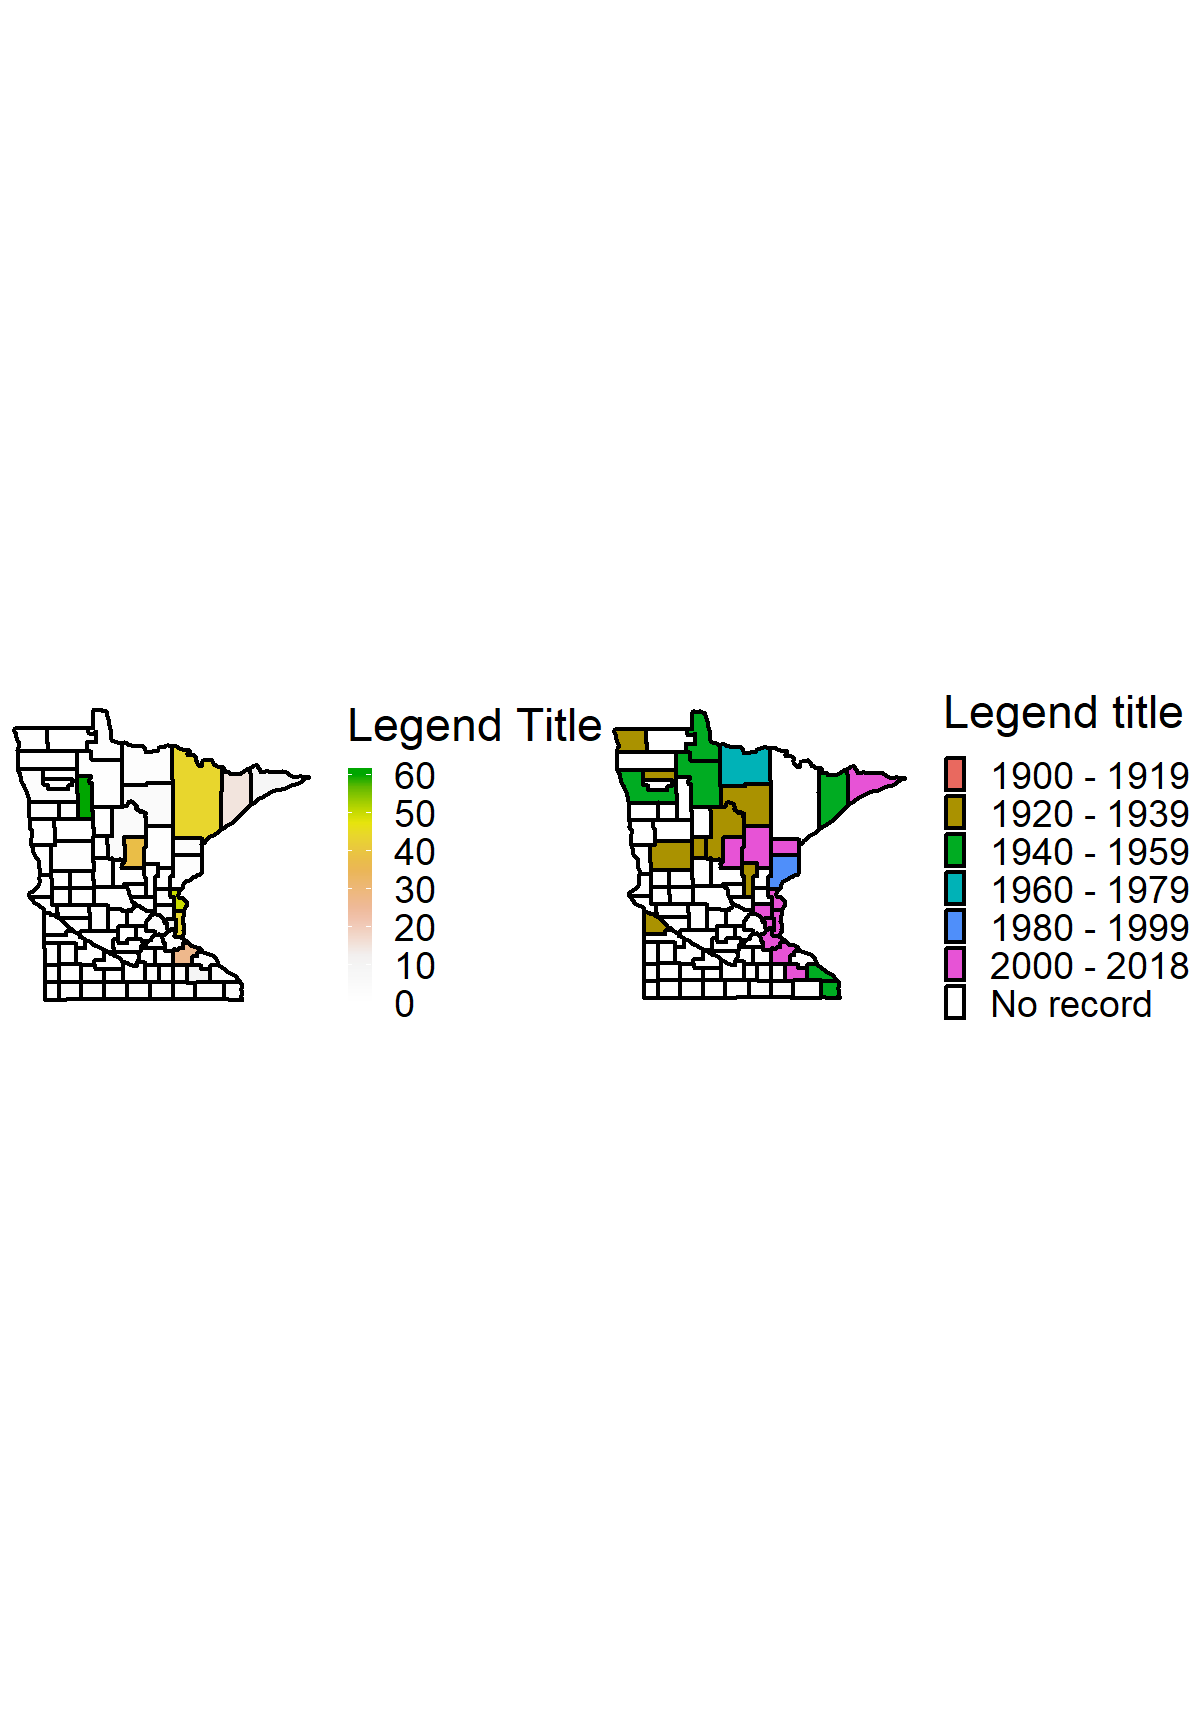 Legend Title
60
50
40
30
20
10
0
Legend title
1900 - 1919
1920 - 1939
1940 - 1959
1960 - 1979
1980 - 1999
2000 - 2018
No record